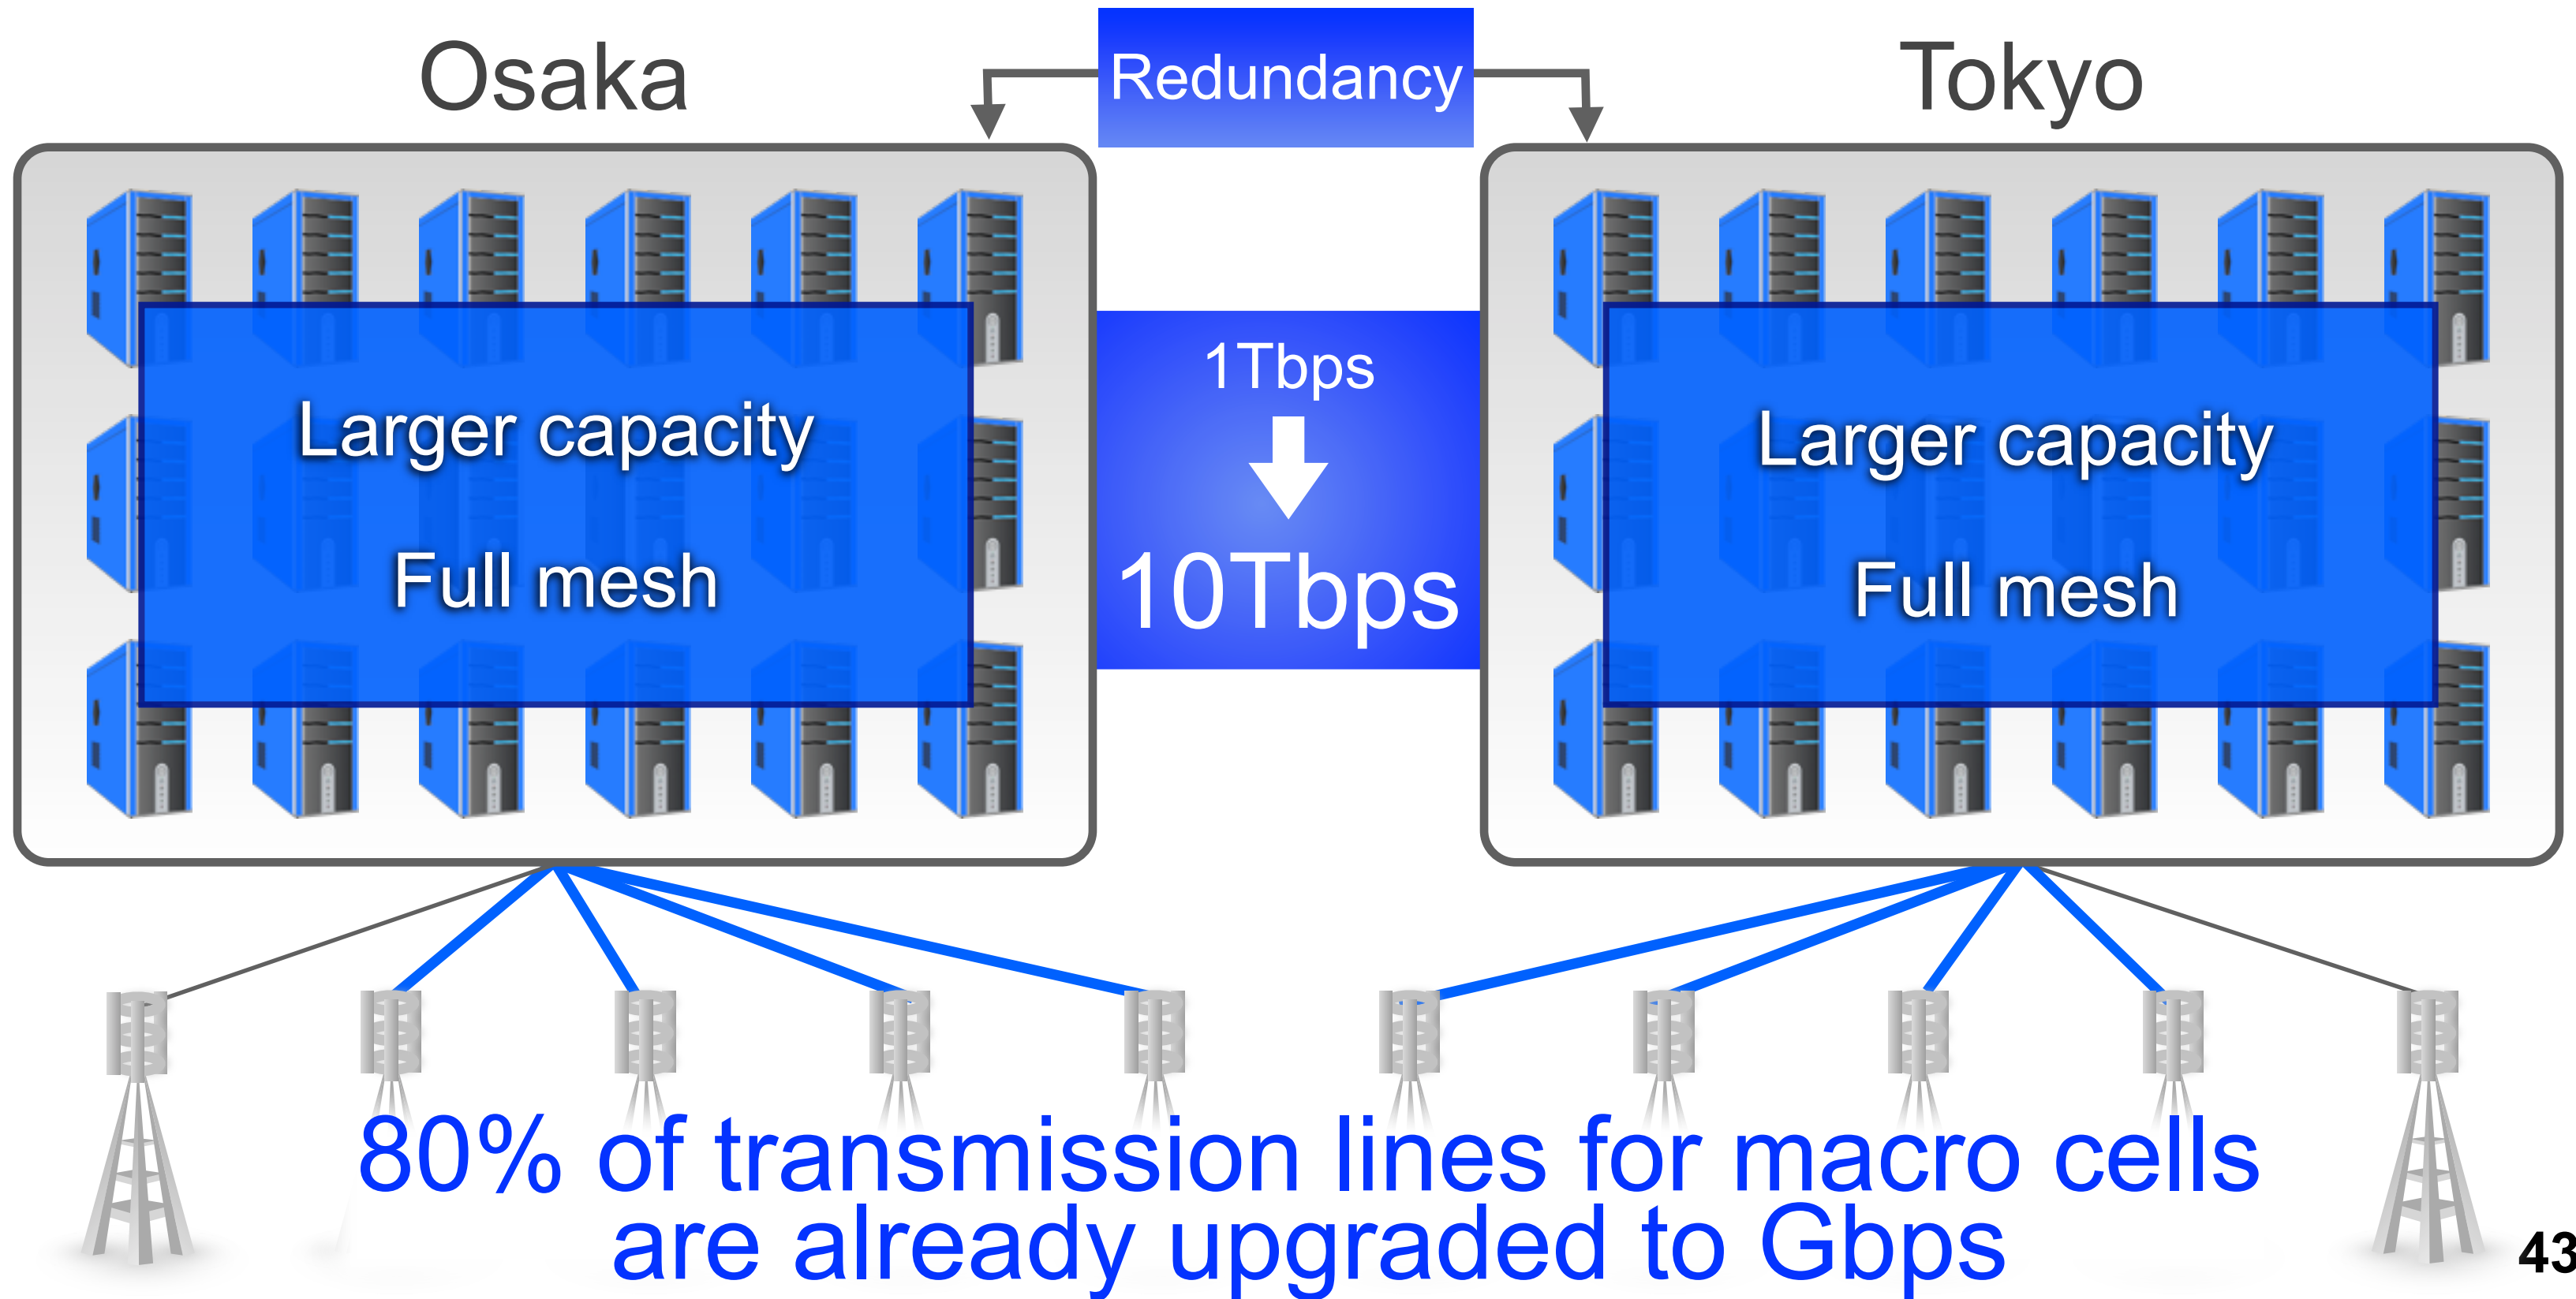 Osaka
Redundancy
Tokyo
Larger capacity
Full mesh
1Tbps
10Tbps
Larger capacity
Full mesh
80% of transmission lines for macro cells
are already upgraded to Gbps
43